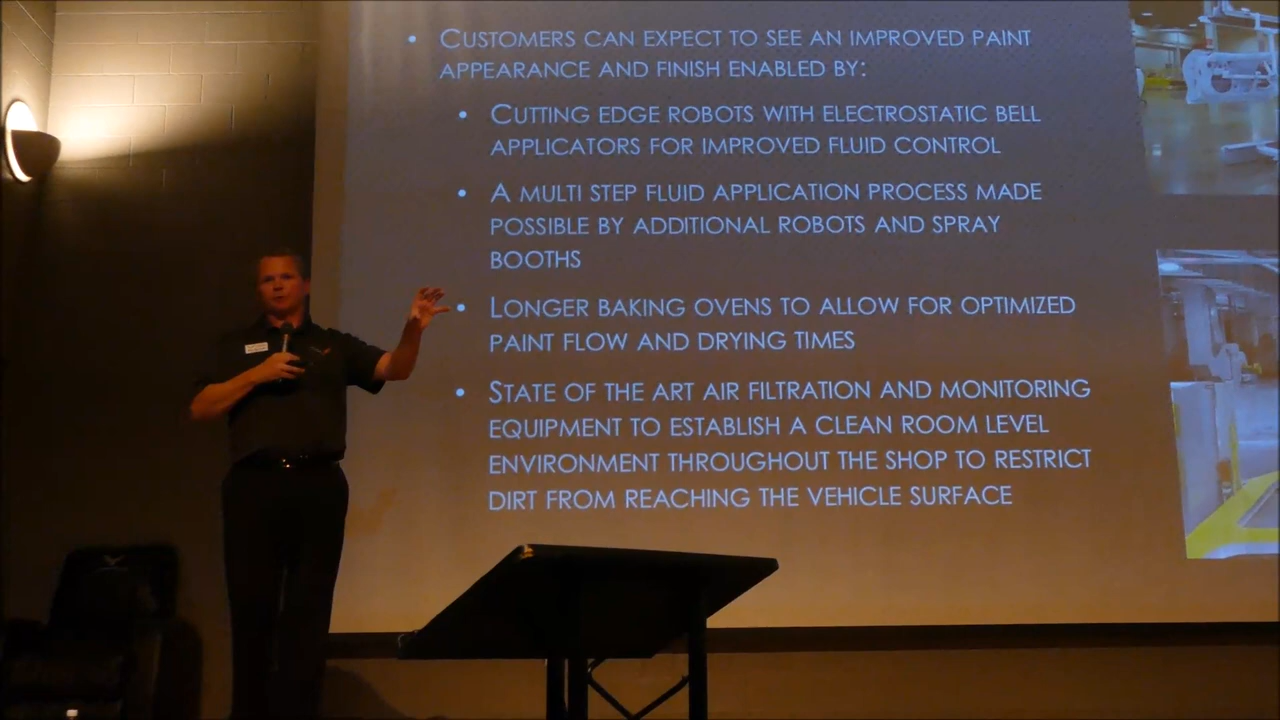 • CUSTOMERS CAN EXPECT TO SEE AN IMPROVED PAINT
APPEARANCE AND FINISH ENABLED BY:
• CUTTING EDGE ROBOTS WITH ELECTROSTATIC BELL
APPLICATORS FOR IMPROVED FLUID CONTROL
• A MULTI STEP FLUID APPLICATION PROCESS MADE
POSSIBLE BY ADDITIONAL ROBOTS AND SPRAY
BOOTHS
• LONGER BAKING OVENS TO ALLOW FOR OPTIMIZED
PAINT FLOW AND DRYING TIMES
• STATE OF THE ART AIR FILTRATION AND MONITORING
EQUIPMENT TO ESTABLISH A CLEAN ROOM LEVEL
ENVIRONMENT THROUGHOUT THE SHOP TO RESTRICT
DIRT FROM REACHING THE VEHICLE SURFACE